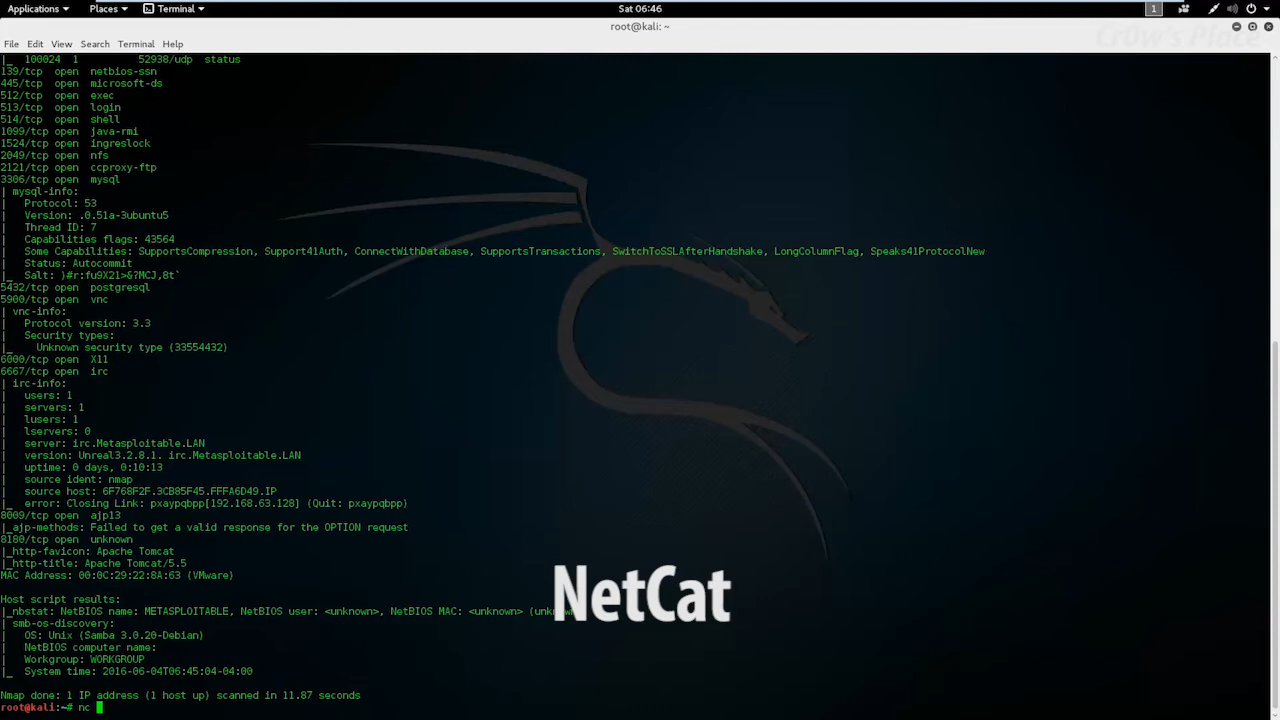 Applications Places Terminal Sat 06:46 1
root@kali: ~
File Edit View Search Terminal Help
Cr0w's Place
|_  100024  1          52938/udp  status
139/tcp  open  netbios-ssn
445/tcp  open  microsoft-ds
512/tcp  open  exec
513/tcp  open  login
514/tcp  open  shell
1099/tcp open  java-rmi
1524/tcp open  ingreslock
2049/tcp open  nfs
2121/tcp open  ccproxy-ftp
3306/tcp open  mysql
| mysql-info:
|   Protocol: 53
|   Version: .0.51a-3ubuntu5
|   Thread ID: 7
|   Capabilities flags: 43564
|   Some Capabilities: SupportsCompression, Support41Auth, ConnectWithDatabase, SupportsTransactions, SwitchToSSLAfterHandshake, LongColumnFlag, Speaks41ProtocolNew
|   Status: Autocommit
|_  Salt: )#r:fu9X21>&?MCJ,8t`
5432/tcp open  postgresql
5900/tcp open  vnc
| vnc-info:
|   Protocol version: 3.3
|   Security types:
|_    Unknown security type (33554432)
6000/tcp open  X11
6667/tcp open  irc
| irc-info:
|   users: 1
|   servers: 1
|   lusers: 1
|   lservers: 0
|   server: irc.Metasploitable.LAN
|   version: Unreal3.2.8.1. irc.Metasploitable.LAN
|   uptime: 0 days, 0:10:13
|   source ident: nmap
|   source host: 6F768F2F.3CB85F45.FFFA6D49.IP
|_  error: Closing Link: pxaypqbpp[192.168.63.128] (Quit: pxaypqbpp)
8009/tcp open  ajp13
|_ajp-methods: Failed to get a valid response for the OPTION request
8180/tcp open  unknown
|_http-favicon: Apache Tomcat
|_http-title: Apache Tomcat/5.5
MAC Address: 00:0C:29:22:8A:63 (VMware)
Host script results:
|_nbstat: NetBIOS name: METASPLOITABLE, NetBIOS user: <unknown>, NetBIOS MAC: <unknown>
| smb-os-discovery:
|   OS: Unix (Samba 3.0.20-Debian)
|   NetBIOS computer name:
|   Workgroup: WORKGROUP
|_  System time: 2016-06-04T06:45:04-04:00
Nmap done: 1 IP address (1 host up) scanned in 11.87 seconds
root@kali:~# nc
NetCat